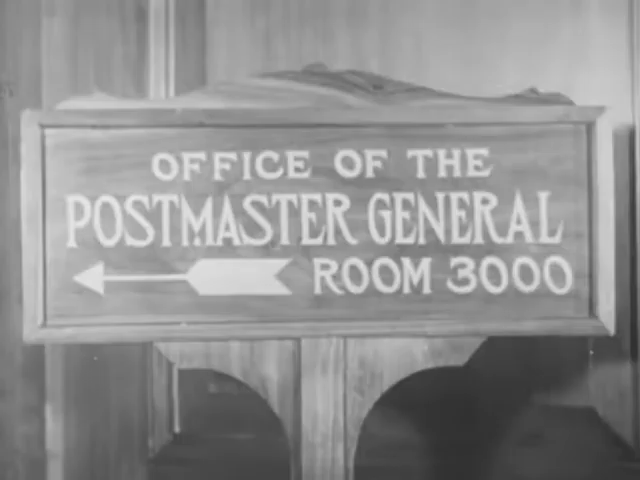 OFFICE OF THE
POSTMASTER GENERAL
ROOM 3000